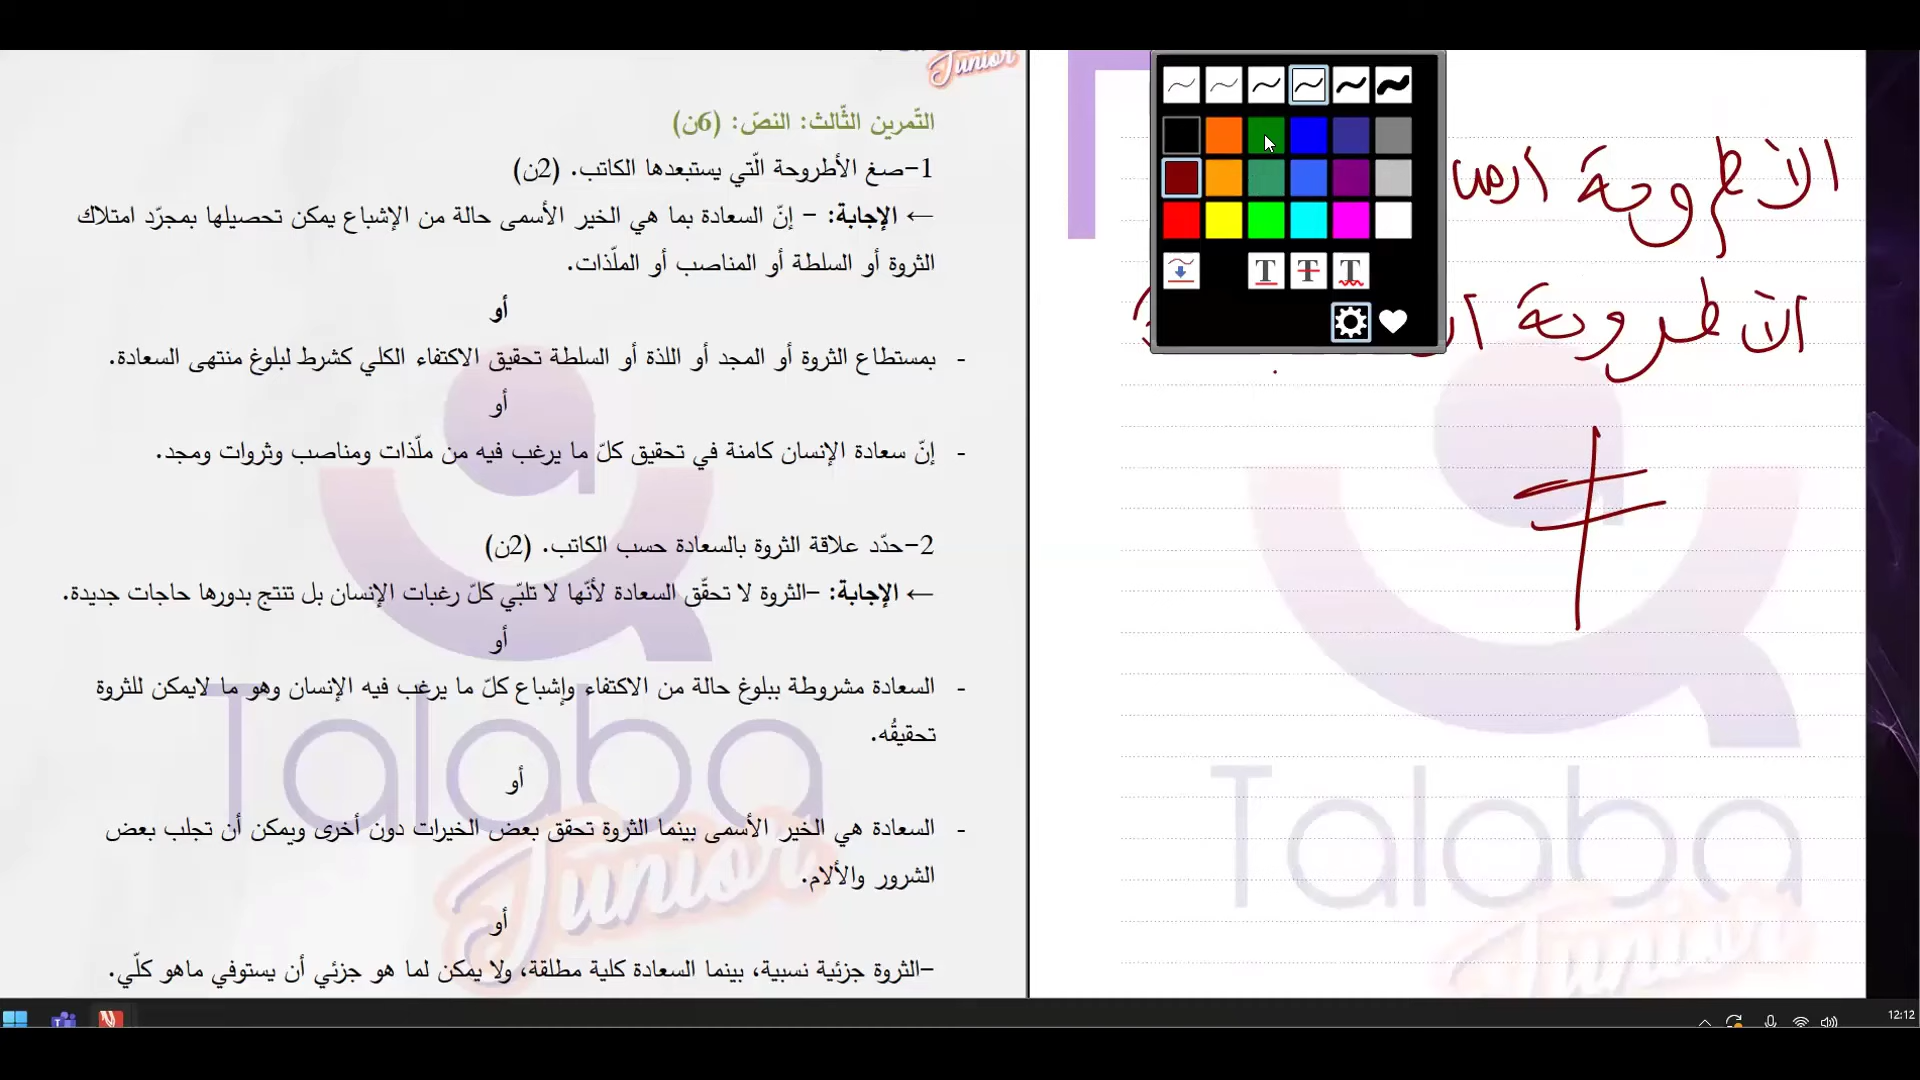 Junior
التّمرين الثّالث: النصّ: (6ن)
1-صغ الأطروحة الّتي يستبعدها الكاتب. (2ن)
← الإجابة: - إنّ السعادة بما هي الخير الأسمى حالة من الإشباع يمكن تحصيلها بمجرّد امتلاك
الثروة أو السلطة أو المناصب أو الملّذات.
أو
- بمستطاع الثروة أو المجد أو اللذة أو السلطة تحقيق الاكتفاء الكلي كشرط لبلوغ منتهى السعادة.
أو
- إنّ سعادة الإنسان كامنة في تحقيق كلّ ما يرغب فيه من ملّذات ومناصب وثروات ومجد.
2-حدّد علاقة الثروة بالسعادة حسب الكاتب. (2ن)
← الإجابة: -الثروة لا تحقّق السعادة لأنّها لا تلبّي كلّ رغبات الإنسان بل تنتج بدورها حاجات جديدة.
أو
- السعادة مشروطة ببلوغ حالة من الاكتفاء وإشباع كلّ ما يرغب فيه الإنسان وهو ما لايمكن للثروة
تحقيقُه.
أو
- السعادة هي الخير الأسمى بينما الثروة تحقق بعض الخيرات دون أخرى ويمكن أن تجلب بعض
الشرور والألام.
أو
-الثروة جزئية نسبية، بينما السعادة كلية مطلقة، ولا يمكن لما هو جزئي أن يستوفي ماهو كلّي.
Talaba
Junior
الأطروحة
الأطروحة
≠
Talaba
Junior
12:12